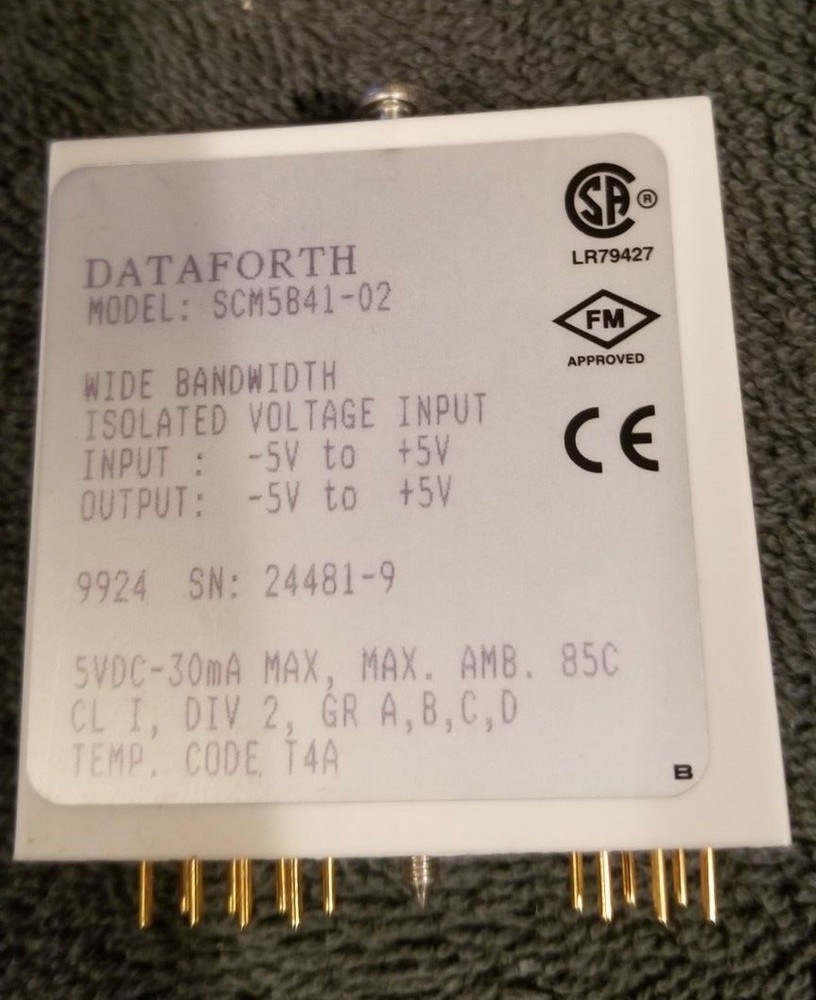 DATAFORTH
MODEL: SCM5B41-02
WIDE BANDWIDTH
ISOLATED VOLTAGE INPUT
INPUT : -5V to +5V
OUTPUT: -5V to +5V
9924 SN: 24481-9
5VDC-30mA MAX, MAX. AMB. 85C
CL I, DIV 2, GR A,B,C,D
TEMP. CODE T4A
SA ®
LR79427
FM
APPROVED
CE
B